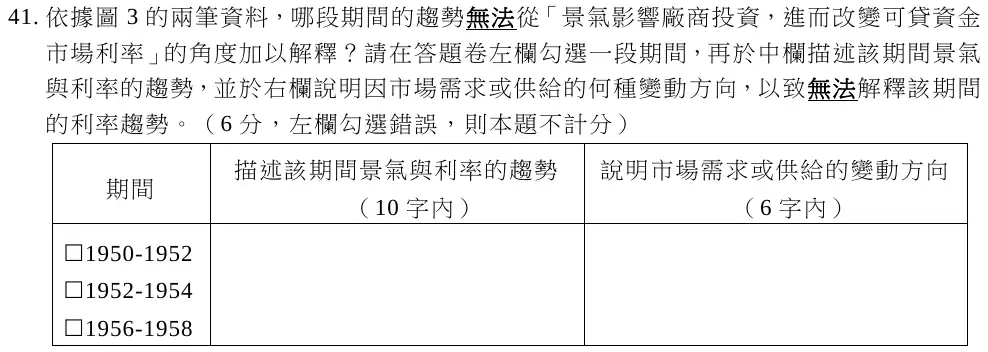 41. 依據圖 3 的兩筆資料，哪段期間的趨勢無法從「景氣影響廠商投資，進而改變可貸資金
市場利率」的角度加以解釋？請在答題卷左欄勾選一段期間，再於中欄描述該期間景氣
與利率的趨勢，並於右欄說明因市場需求或供給的何種變動方向，以致無法解釋該期間
的利率趨勢。（6 分，左欄勾選錯誤，則本題不計分）
期間
描述該期間景氣與利率的趨勢
（10 字內）
說明市場需求或供給的變動方向
（6 字內）
□1950-1952
□1952-1954
□1956-1958